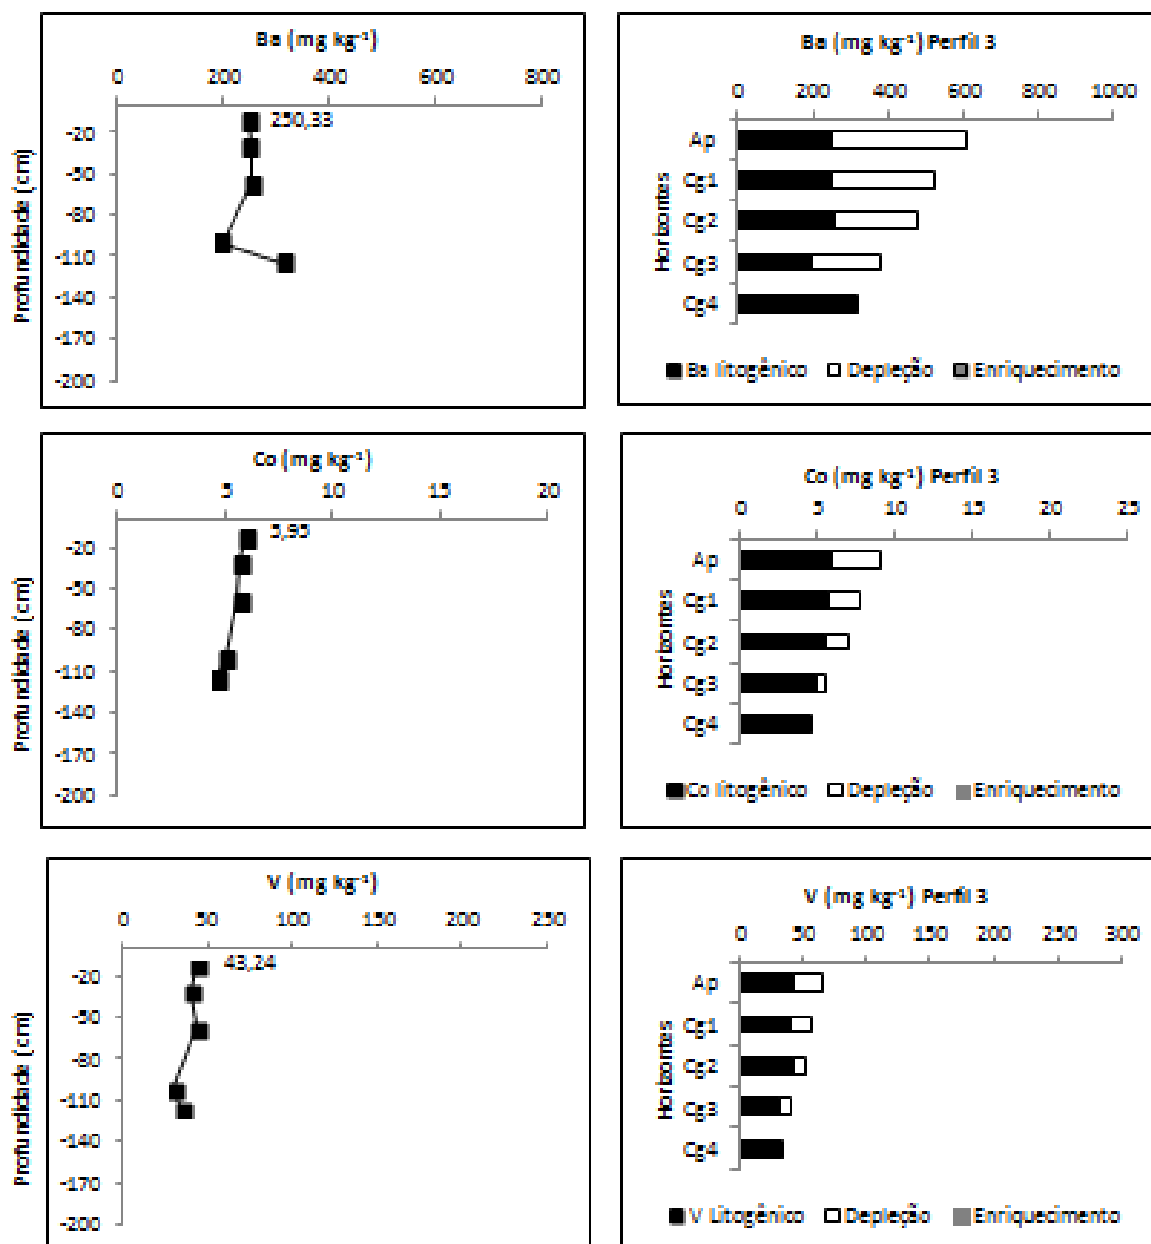 Ba (mg kg⁻¹)
0 200 400 600 800
250,33
-20
-50
-80
-110
-140
-170
-200
Profundidade (cm)
Ba (mg kg⁻¹) Perfil 3
0 200 400 600 800 1000
Ap
Cg1
Cg2
Cg3
Cg4
Horizontes
Ba litogênico Depleção Enriquecimento
Co (mg kg⁻¹)
0 5 10 15 20
5,95
-20
-50
-80
-110
-140
-170
-200
Profundidade (cm)
Co (mg kg⁻¹) Perfil 3
0 5 10 15 20 25
Ap
Cg1
Cg2
Cg3
Cg4
Horizontes
Co litogênico Depleção Enriquecimento
V (mg kg⁻¹)
0 50 100 150 200 250
43,24
-20
-50
-80
-110
-140
-170
-200
Profundidade (cm)
V (mg kg⁻¹) Perfil 3
0 50 100 150 200 250 300
Ap
Cg1
Cg2
Cg3
Cg4
Horizontes
V Litogênico Depleção Enriquecimento